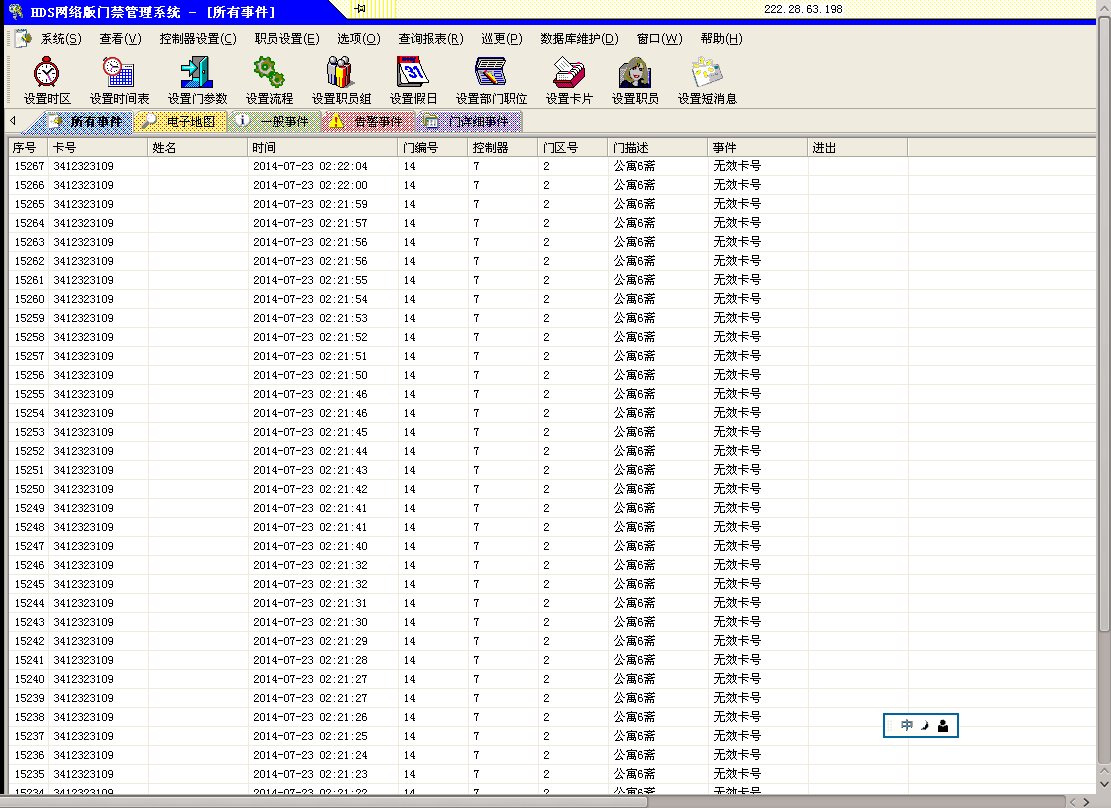 HDS网络版门禁管理系统 - [所有事件]
222.28.63.198
系统(S) 查看(V) 控制器设置(C) 职员设置(E) 选项(O) 查询报表(R) 巡更(P) 数据库维护(D) 窗口(W) 帮助(H)
设置时区 设置时间表 设置门参数 设置流程 设置职员组 设置假日 设置部门职位 设置卡片 设置职员 设置短消息
所有事件 电子地图 一般事件 告警事件 门详细事件
序号 卡号 姓名 时间 门编号 控制器 门区号 门描述 事件 进出
15267 3412323109 2014-07-23 02:22:04 14 7 2 公寓6斋 无效卡号
15266 3412323109 2014-07-23 02:22:00 14 7 2 公寓6斋 无效卡号
15265 3412323109 2014-07-23 02:21:59 14 7 2 公寓6斋 无效卡号
15264 3412323109 2014-07-23 02:21:57 14 7 2 公寓6斋 无效卡号
15263 3412323109 2014-07-23 02:21:56 14 7 2 公寓6斋 无效卡号
15262 3412323109 2014-07-23 02:21:56 14 7 2 公寓6斋 无效卡号
15261 3412323109 2014-07-23 02:21:55 14 7 2 公寓6斋 无效卡号
15260 3412323109 2014-07-23 02:21:54 14 7 2 公寓6斋 无效卡号
15259 3412323109 2014-07-23 02:21:53 14 7 2 公寓6斋 无效卡号
15258 3412323109 2014-07-23 02:21:52 14 7 2 公寓6斋 无效卡号
15257 3412323109 2014-07-23 02:21:51 14 7 2 公寓6斋 无效卡号
15256 3412323109 2014-07-23 02:21:50 14 7 2 公寓6斋 无效卡号
15255 3412323109 2014-07-23 02:21:46 14 7 2 公寓6斋 无效卡号
15254 3412323109 2014-07-23 02:21:46 14 7 2 公寓6斋 无效卡号
15253 3412323109 2014-07-23 02:21:45 14 7 2 公寓6斋 无效卡号
15252 3412323109 2014-07-23 02:21:44 14 7 2 公寓6斋 无效卡号
15251 3412323109 2014-07-23 02:21:43 14 7 2 公寓6斋 无效卡号
15250 3412323109 2014-07-23 02:21:42 14 7 2 公寓6斋 无效卡号
15249 3412323109 2014-07-23 02:21:41 14 7 2 公寓6斋 无效卡号
15248 3412323109 2014-07-23 02:21:41 14 7 2 公寓6斋 无效卡号
15247 3412323109 2014-07-23 02:21:40 14 7 2 公寓6斋 无效卡号
15246 3412323109 2014-07-23 02:21:32 14 7 2 公寓6斋 无效卡号
15245 3412323109 2014-07-23 02:21:32 14 7 2 公寓6斋 无效卡号
15244 3412323109 2014-07-23 02:21:31 14 7 2 公寓6斋 无效卡号
15243 3412323109 2014-07-23 02:21:30 14 7 2 公寓6斋 无效卡号
15242 3412323109 2014-07-23 02:21:29 14 7 2 公寓6斋 无效卡号
15241 3412323109 2014-07-23 02:21:28 14 7 2 公寓6斋 无效卡号
15240 3412323109 2014-07-23 02:21:27 14 7 2 公寓6斋 无效卡号
15239 3412323109 2014-07-23 02:21:27 14 7 2 公寓6斋 无效卡号
15238 3412323109 2014-07-23 02:21:26 14 7 2 公寓6斋 无效卡号
中
15237 3412323109 2014-07-23 02:21:25 14 7 2 公寓6斋 无效卡号
15236 3412323109 2014-07-23 02:21:24 14 7 2 公寓6斋 无效卡号
15235 3412323109 2014-07-23 02:21:23 14 7 2 公寓6斋 无效卡号
15234 3412323109 2014-07-23 02:21:22 14 7 2 公寓6斋 无效卡号